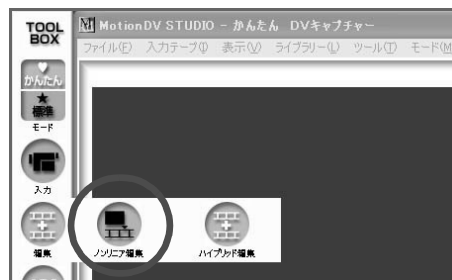 TOOL
BOX
MotionDV STUDIO - かんたん DVキャプチャー
ファイル(F) 入力テープ(I) 表示(V) ライブラリー(L) ツール(T) モード(M
かんたん
標準
モード
入力
編集
ノンリニア編集
ハイブリッド編集